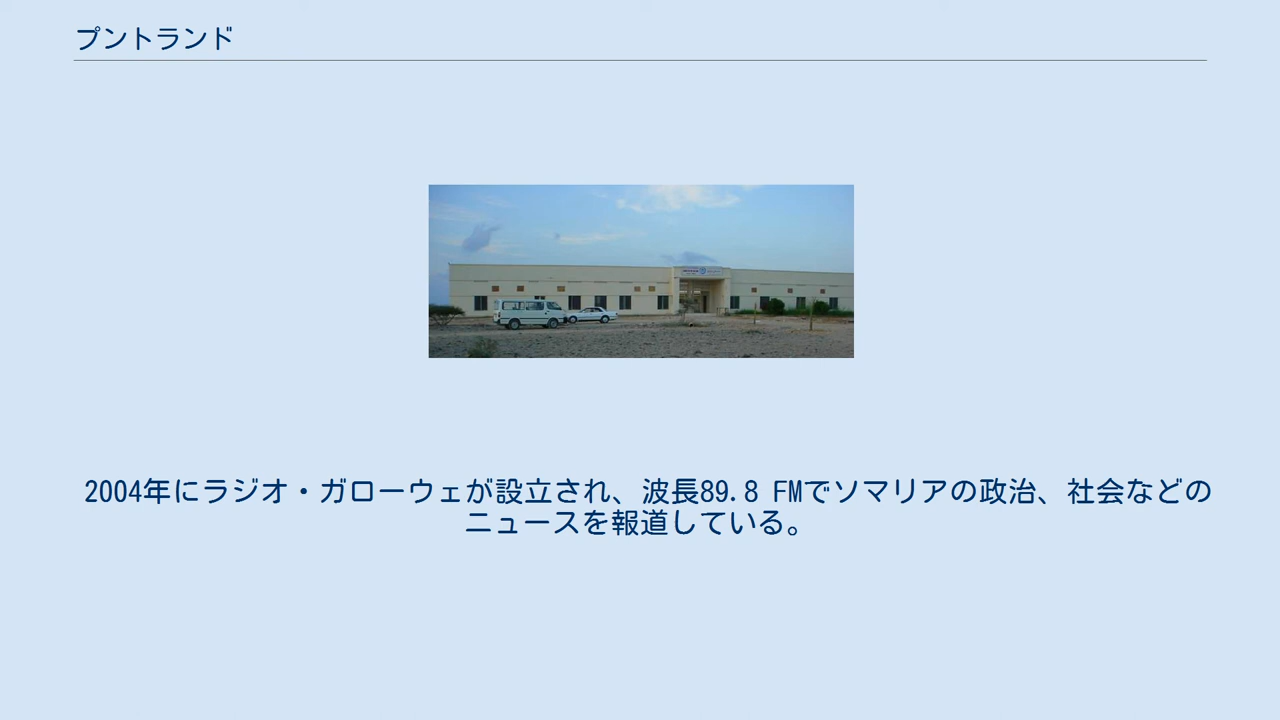 プントランド
2004年にラジオ・ガローウェが設立され、波長89.8 FMでソマリアの政治、社会などの
ニュースを報道している。